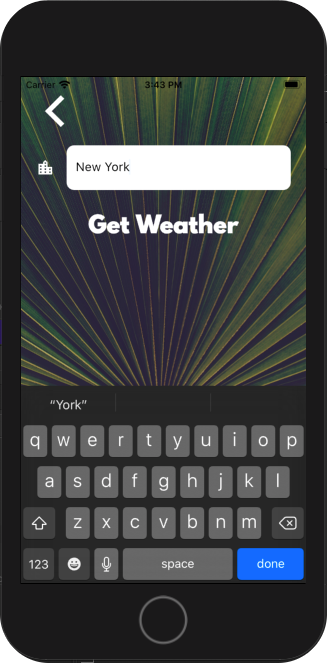 Carrier 3:43 PM
New York
Get Weather
“York”
q w e r t y u i o p
a s d f g h j k l
z x c v b n m
123 space done